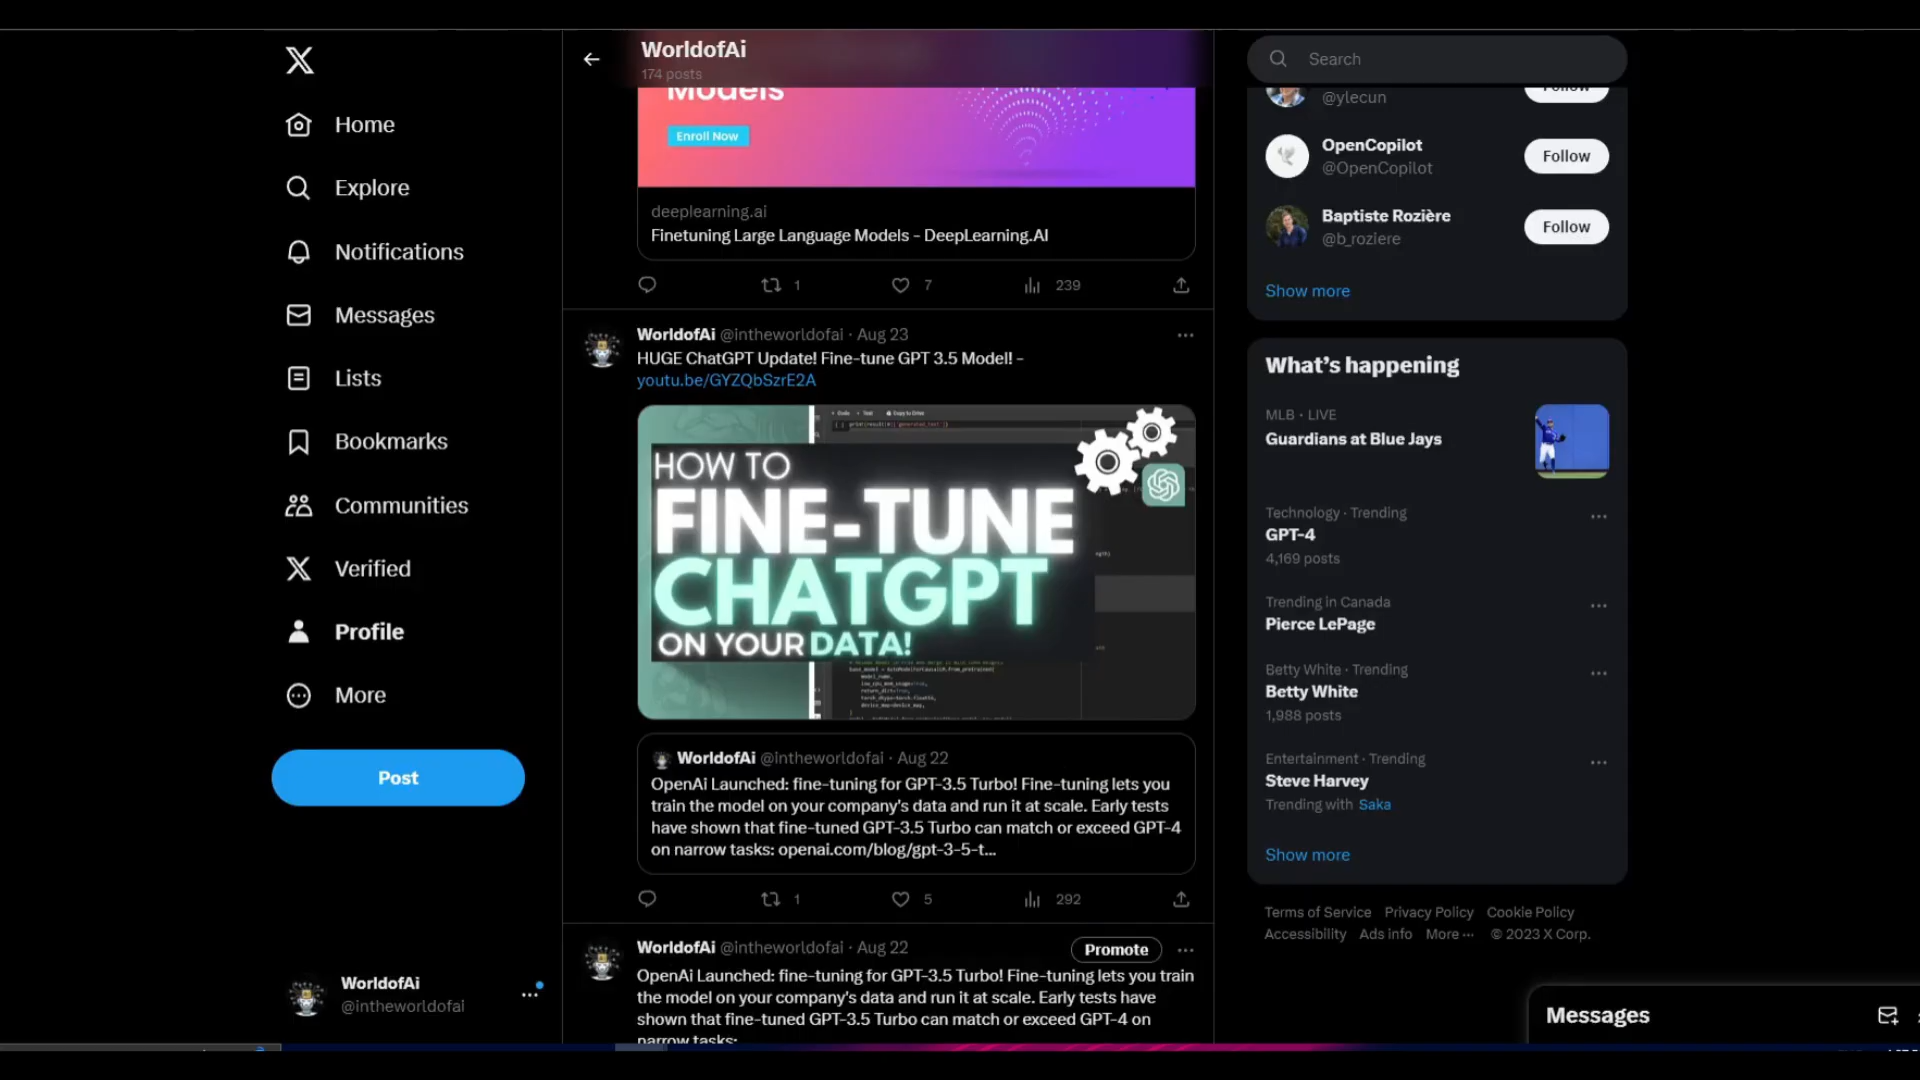 Home
Explore
Notifications
Messages
Lists
Bookmarks
Communities
Verified
Profile
More
Post
WorldofAi
@intheworldofai
WorldofAi
174 posts
Models
Enroll Now
deeplearning.ai
Finetuning Large Language Models - DeepLearning.AI
1 7 239
WorldofAi @intheworldofai · Aug 23
HUGE ChatGPT Update! Fine-tune GPT 3.5 Model! -
youtu.be/GYZQbSzrE2A
+ Code + Text Copy to Drive
HOW TO
FINE-TUNE
CHATGPT
ON YOUR DATA!
WorldofAi @intheworldofai · Aug 22
OpenAi Launched: fine-tuning for GPT-3.5 Turbo! Fine-tuning lets you
train the model on your company's data and run it at scale. Early tests
have shown that fine-tuned GPT-3.5 Turbo can match or exceed GPT-4
on narrow tasks: openai.com/blog/gpt-3-5-t...
1 5 292
WorldofAi @intheworldofai · Aug 22 Promote
OpenAi Launched: fine-tuning for GPT-3.5 Turbo! Fine-tuning lets you train
the model on your company's data and run it at scale. Early tests have
shown that fine-tuned GPT-3.5 Turbo can match or exceed GPT-4 on
narrow tasks:
Search
@ylecun Follow
OpenCopilot
@OpenCopilot Follow
Baptiste Rozière
@b_roziere Follow
Show more
What's happening
MLB · LIVE
Guardians at Blue Jays
Technology · Trending
GPT-4
4,169 posts
Trending in Canada
Pierce LePage
Betty White · Trending
Betty White
1,988 posts
Entertainment · Trending
Steve Harvey
Trending with Saka
Show more
Terms of Service Privacy Policy Cookie Policy
Accessibility Ads info More ··· © 2023 X Corp.
Messages